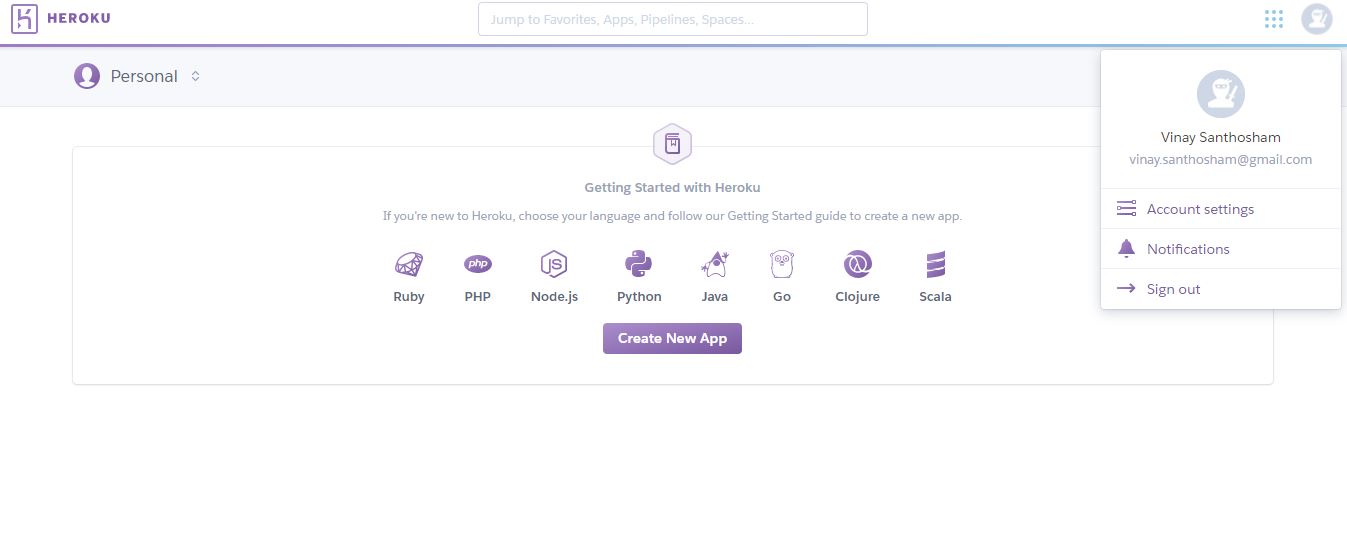 HEROKU
Jump to Favorites, Apps, Pipelines, Spaces...
Personal
Vinay Santhosham
vinay.santhosham@gmail.com
Account settings
Notifications
Sign out
Getting Started with Heroku
If you're new to Heroku, choose your language and follow our Getting Started guide to create a new app.
php
JS
Ruby PHP Node.js Python Java Go Clojure Scala
Create New App